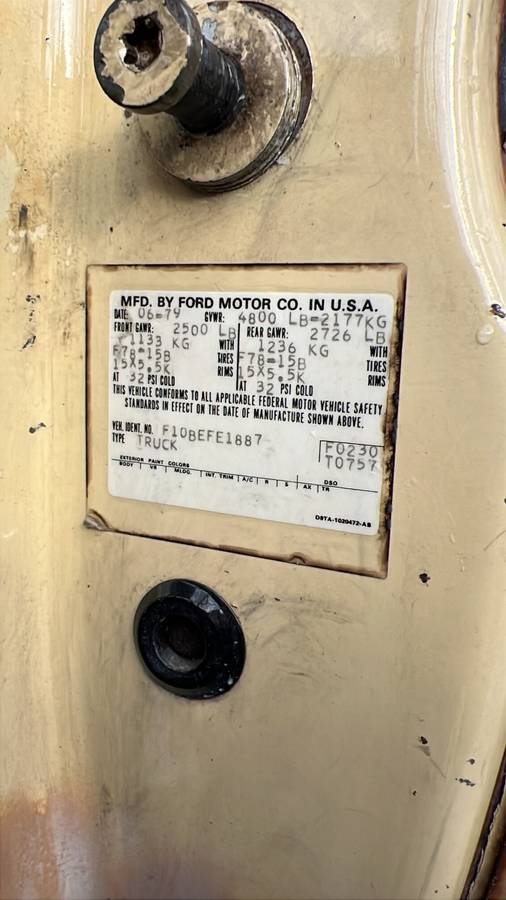 MFD. BY FORD MOTOR CO. IN U.S.A.
DATE: 06-79 GVWR: 4800 LB=2177KG
FRONT GAWR: 2500 LB REAR GAWR: 2726 LB
1133 KG WITH 1236 KG WITH
F78-15B TIRES F78-15B TIRES
15X5.5K RIMS 15X5.5K RIMS
AT 32 PSI COLD AT 32 PSI COLD
THIS VEHICLE CONFORMS TO ALL APPLICABLE FEDERAL MOTOR VEHICLE SAFETY
STANDARDS IN EFFECT ON THE DATE OF MANUFACTURE SHOWN ABOVE.
VEH. IDENT. NO. F10BEFE1887
TYPE TRUCK F0230
T0757
EXTERIOR PAINT COLORS DSO
BODY VR MLDG. INT. TRIM A/C R S AX TR
D8TA-1020472-AB